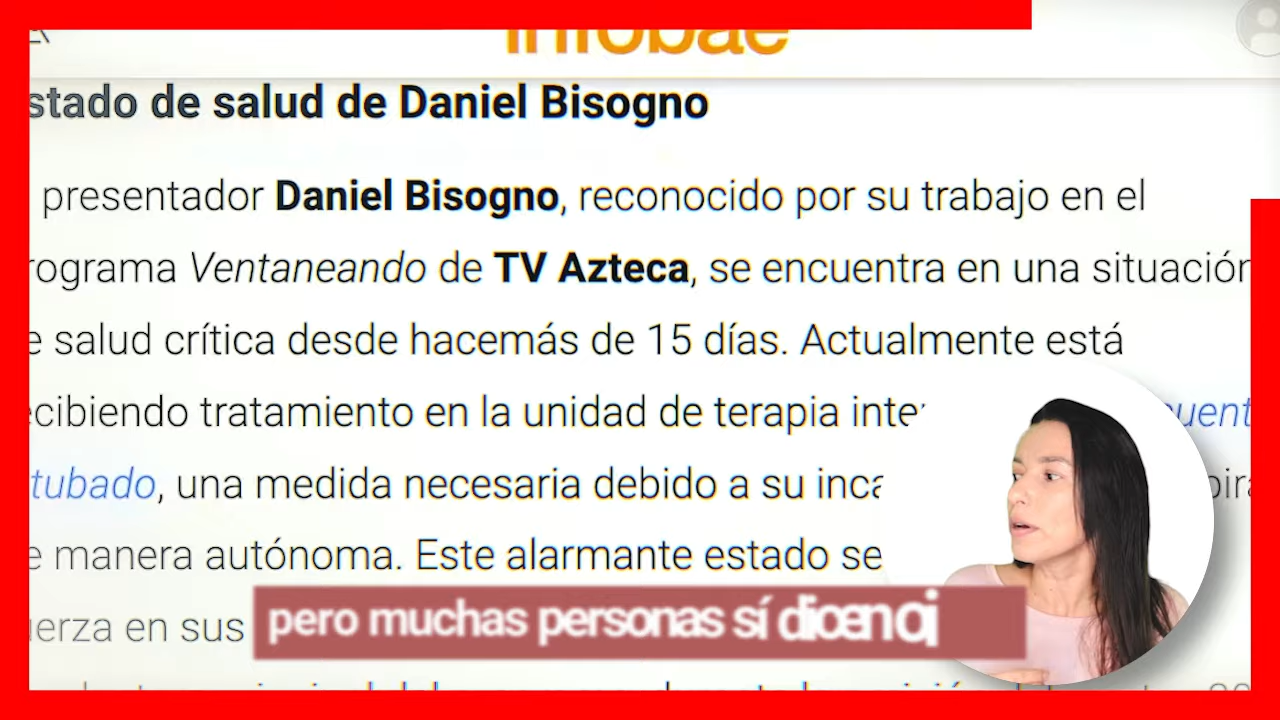 infobae
stado de salud de Daniel Bisogno
presentador Daniel Bisogno, reconocido por su trabajo en el
rograma Ventaneando de TV Azteca, se encuentra en una situación
e salud crítica desde hacemás de 15 días. Actualmente está
ecibiendo tratamiento en la unidad de terapia inte uent
tubado, una medida necesaria debido a su inca pira
e manera autónoma. Este alarmante estado se
uerza en sus
pero muchas personas sí dicen